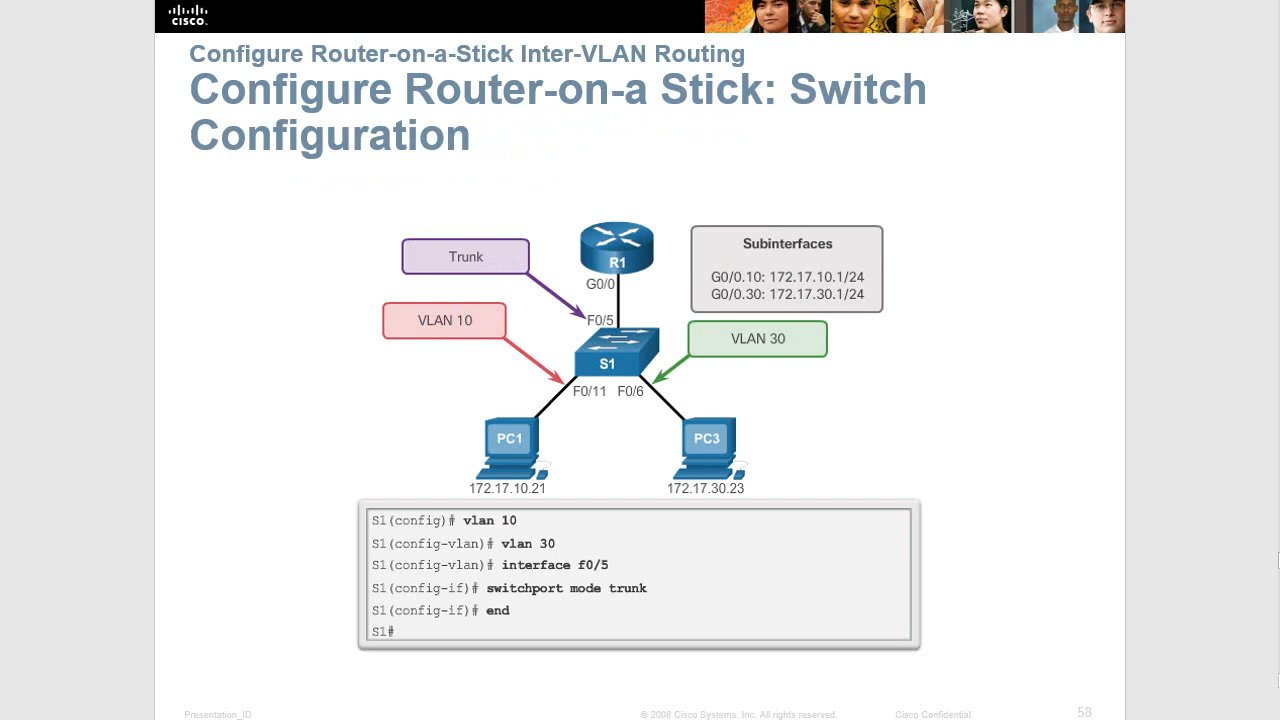 cisco.
Configure Router-on-a-Stick Inter-VLAN Routing
Configure Router-on-a Stick: Switch
Configuration
Trunk
R1
Subinterfaces
G0/0.10: 172.17.10.1/24
G0/0.30: 172.17.30.1/24
G0/0
VLAN 10
F0/5
VLAN 30
S1
F0/11
F0/6
PC1
PC3
172.17.10.21
172.17.30.23
S1(config)# vlan 10
S1(config-vlan)# vlan 30
S1(config-vlan)# interface f0/5
S1(config-if)# switchport mode trunk
S1(config-if)# end
S1#
Presentation_ID
© 2008 Cisco Systems, Inc. All rights reserved.
Cisco Confidential
58